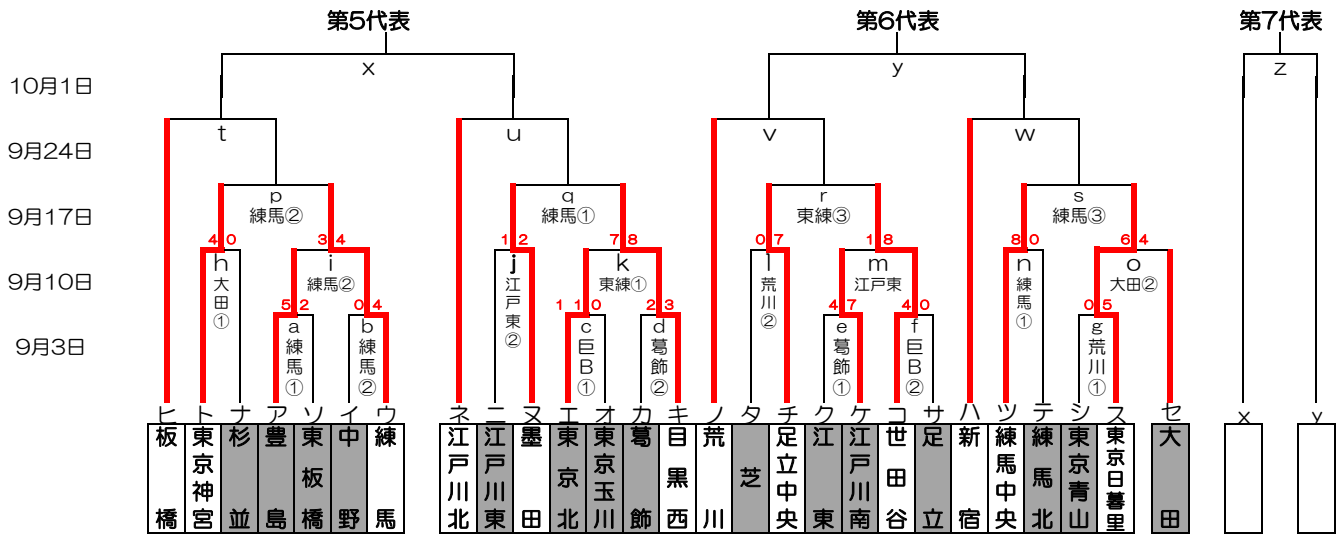 第5代表
第6代表
第7代表
x
y
z
10月1日
t
u
v
w
9月24日
p
q
r
s
9月17日
練馬②
練馬①
東練③
練馬③
4 0
3 4
1 2
7 8
0 7
1 8
8 0
6 4
h
i
j
k
l
m
n
o
9月10日
大田①
練馬②
江戸東②
東練①
荒川②
江戸東
練馬①
大田②
5 2
0 4
11 0
2 3
4 7
4 0
0 5
a
b
c
d
e
f
g
9月3日
練馬①
練馬②
巨B①
葛飾②
葛飾①
巨B②
荒川①
ヒ ト ナ ア ソ イ ウ
ネ ニ ヌ エ オ カ キ ノ タ チ ク ケ コ サ ハ ツ テ シ ス セ
x
y
板橋
東京神宮
杉並
豊島
東板橋
中野
練馬
江戸川北
江戸川東
墨田
東京北
東京玉川
葛飾
目黒西
荒川
芝
足立中央
江東
江戸川南
世田谷
足立
新宿
練馬中央
練馬北
東京青山
東京日暮里
大田